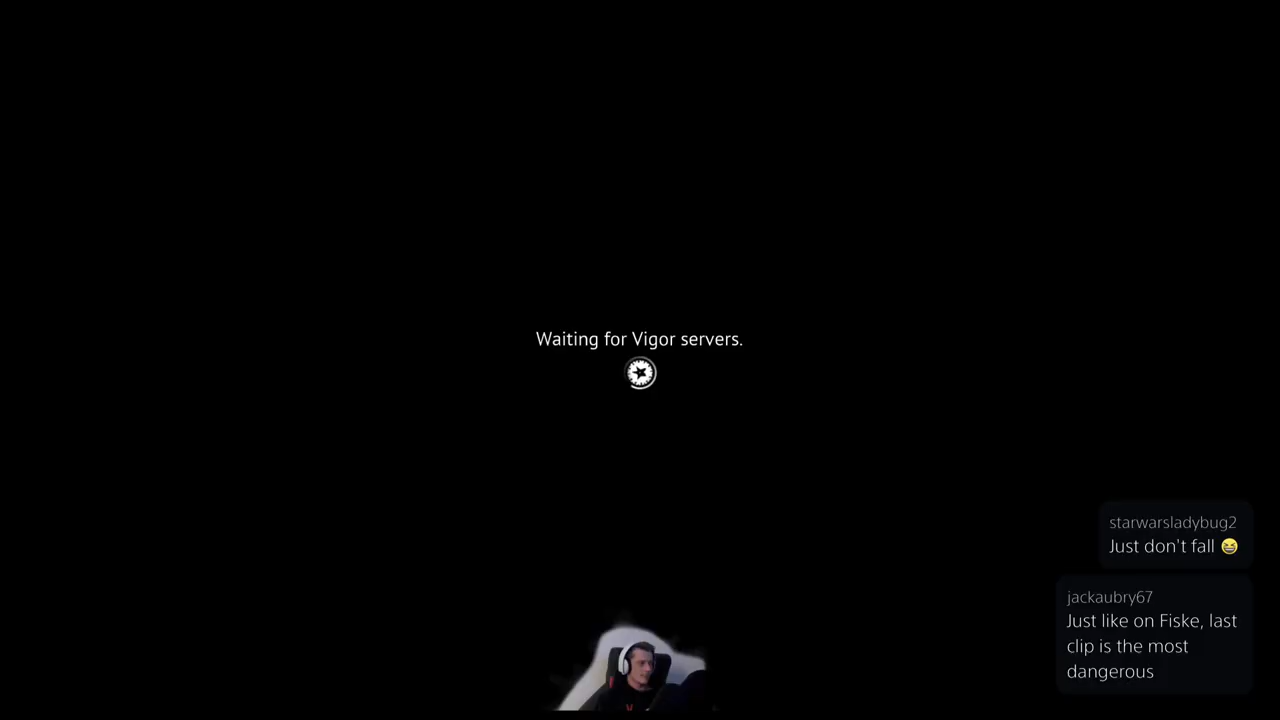 Waiting for Vigor servers.
starwarsladybug2
Just don't fall 😆
jackaubry67
Just like on Fiske, last
clip is the most
dangerous